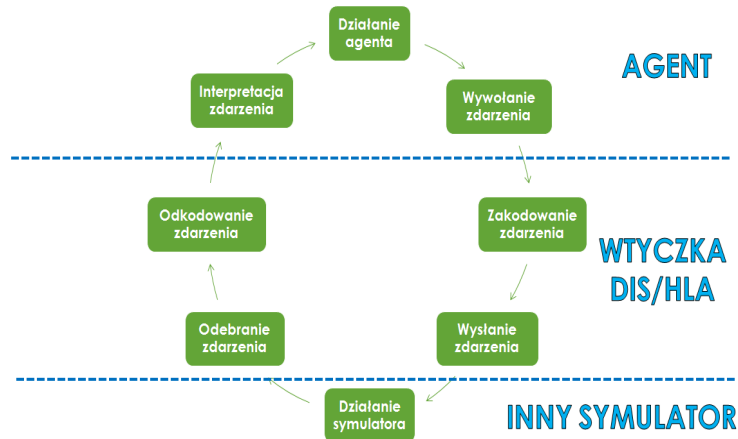 Działanie
agenta
AGENT
Interpretacja
zdarzenia
Wywołanie
zdarzenia
Odkodowanie
zdarzenia
Zakodowanie
zdarzenia
WTYCZKA
DIS/HLA
Odebranie
zdarzenia
Wysłanie
zdarzenia
Działanie
symulatora
INNY SYMULATOR